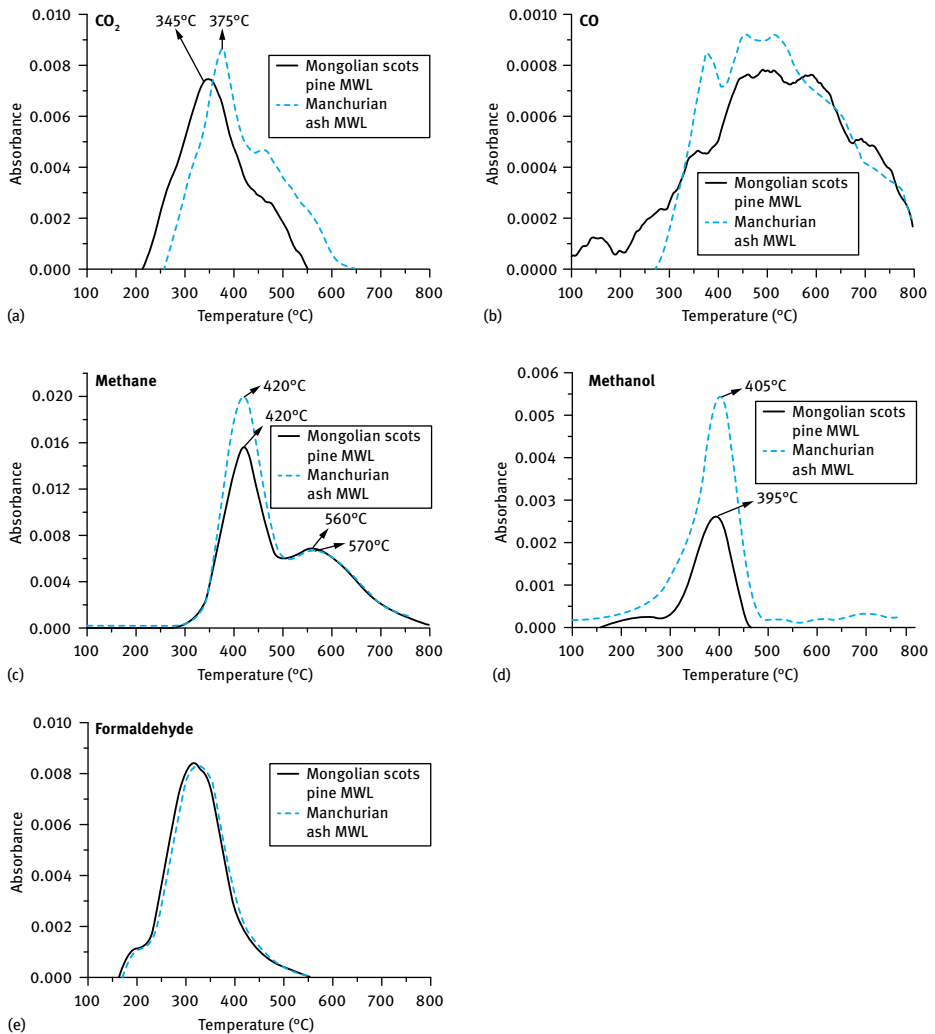 0.010
CO₂
345°C
375°C
0.008
0.006
0.004
0.002
0.000
Absorbance
Mongolian scots
pine MWL
Manchurian
ash MWL
100 200 300 400 500 600 700 800
Temperature (°C)
(a)
0.0010
CO
0.0008
0.0006
0.0004
0.0002
0.0000
Absorbance
Mongolian scots
pine MWL
Manchurian
ash MWL
100 200 300 400 500 600 700 800
Temperature (°C)
(b)
Methane
0.020
0.016
0.012
0.008
0.004
0.000
Absorbance
420°C
420°C
Mongolian scots
pine MWL
Manchurian
ash MWL
560°C
570°C
100 200 300 400 500 600 700 800
Temperature (°C)
(c)
0.006
Methanol
0.005
0.004
0.003
0.002
0.001
0.000
Absorbance
405°C
Mongolian scots
pine MWL
Manchurian
ash MWL
395°C
100 200 300 400 500 600 700 800
Temperature (°C)
(d)
0.010
Formaldehyde
0.008
0.006
0.004
0.002
0.000
Absorbance
Mongolian scots
pine MWL
Manchurian
ash MWL
100 200 300 400 500 600 700 800
Temperature (°C)
(e)